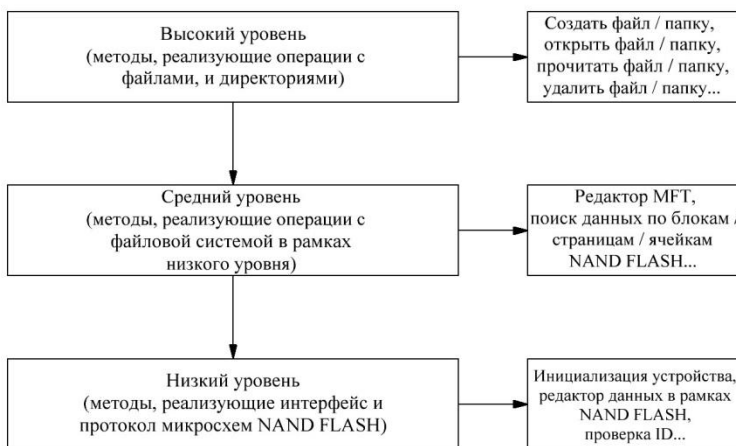 Высокий уровень
(методы, реализующие операции с
файлами, и директориями)
Создать файл / папку,
открыть файл / папку,
прочитать файл / папку,
удалить файл / папку...
Средний уровень
(методы, реализующие операции с
файловой системой в рамках
низкого уровня)
Редактор MFT,
поиск данных по блокам /
страницам / ячейкам
NAND FLASH...
Низкий уровень
(методы, реализующие интерфейс и
протокол микросхем NAND FLASH)
Инициализация устройства,
редактор данных в рамках
NAND FLASH,
проверка ID...